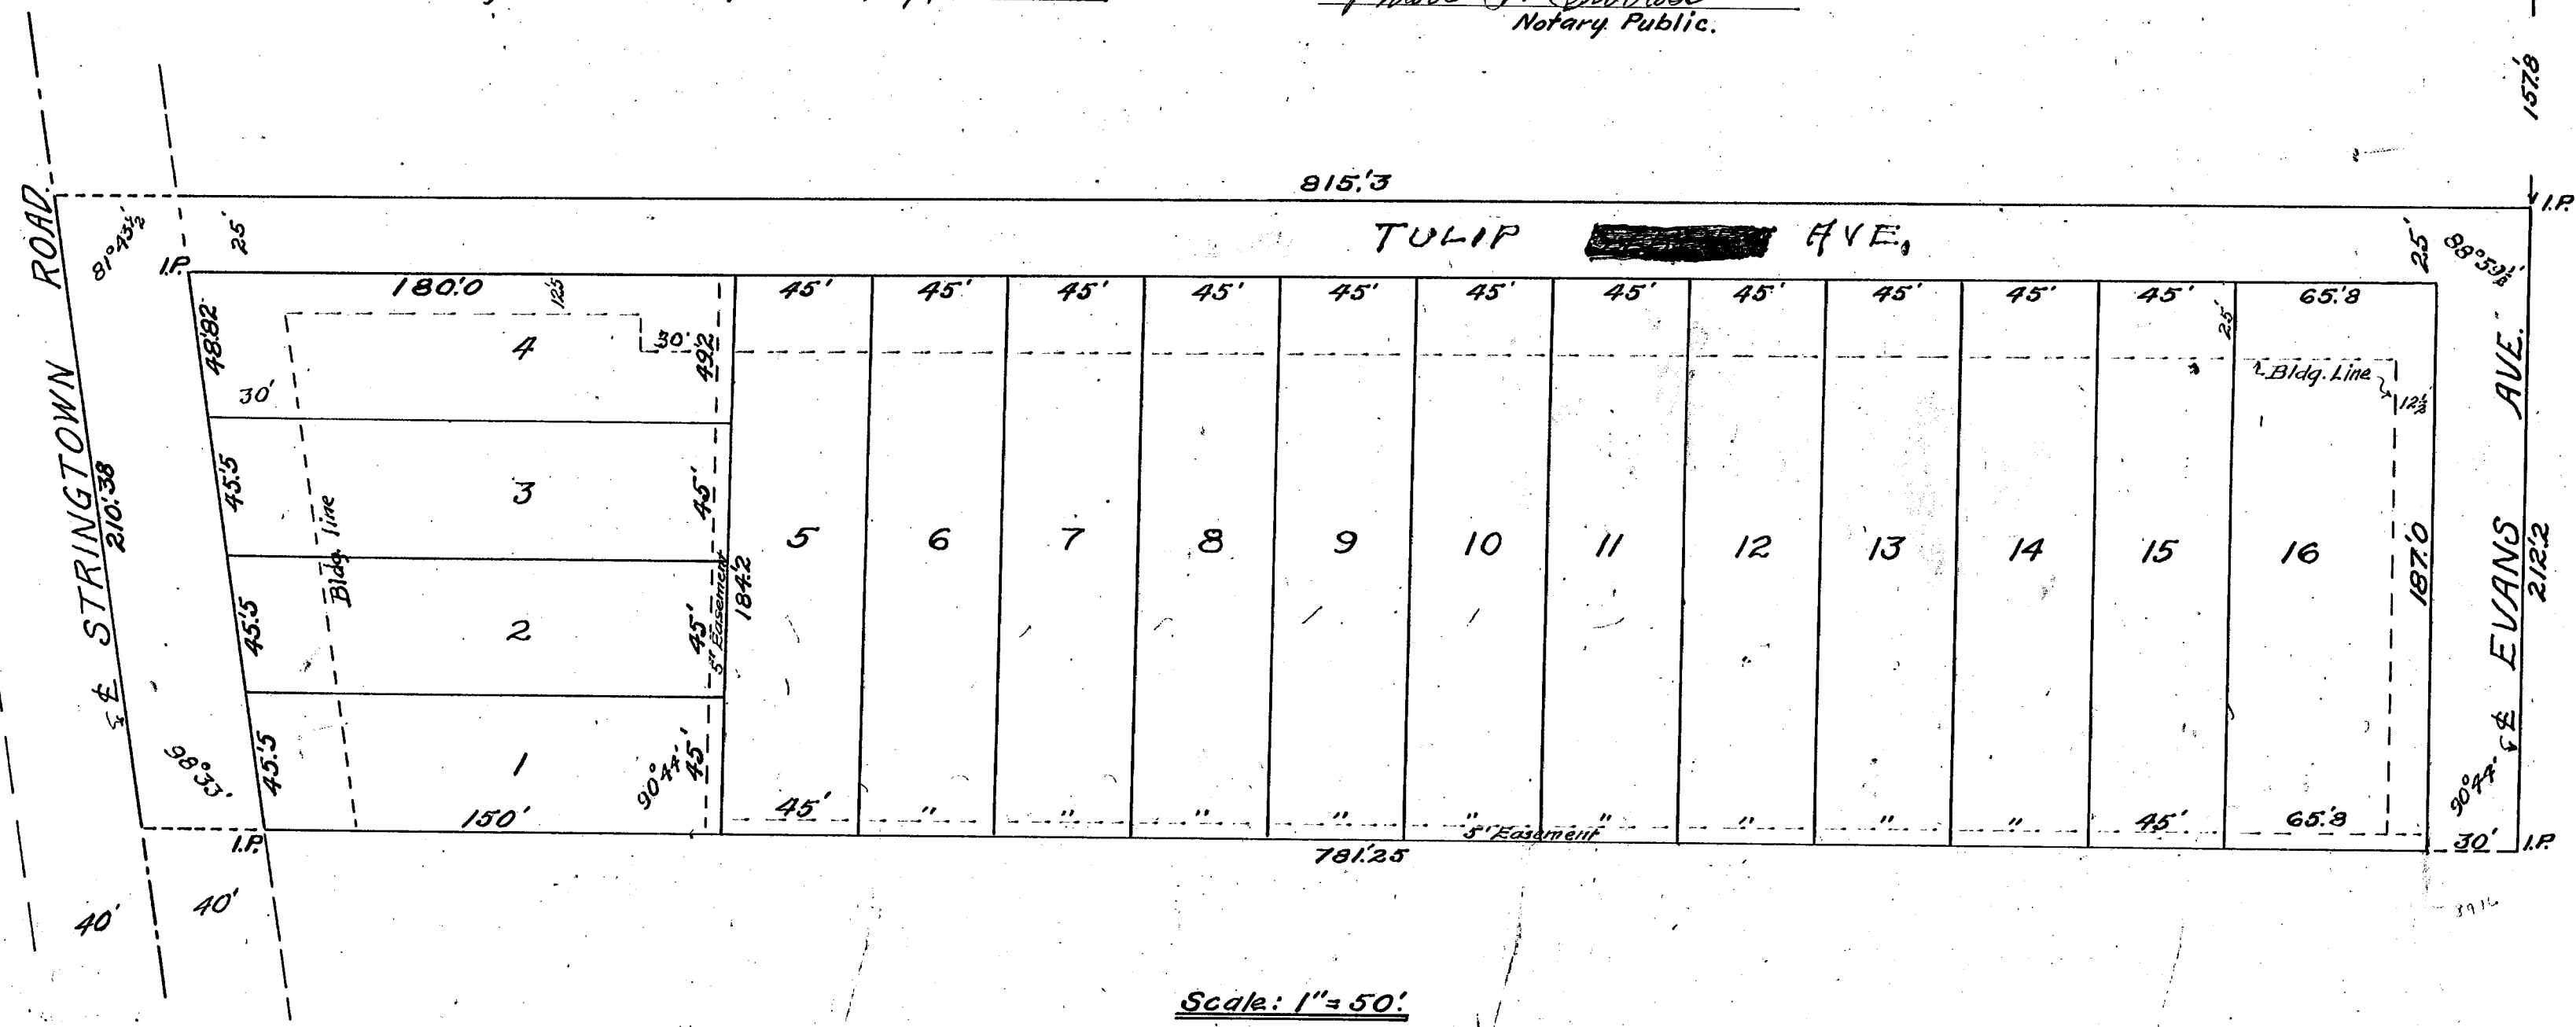 Notary Public.
157.'8
815.'3
I.P.
TULIP AVE.
STRINGTOWN ROAD
81°43½'
25'
25'
88°59½'
I.P.
180.'0
12.5
45' 45' 45' 45' 45' 45' 45' 45' 45' 45' 45' 65.'8
48.'82
4
30'
49.'2
25'
Bldg. Line
12½
30'
45.'5
3
45'
210.'38
Bldg. line
5 6 7 8 9 10 11 12 13 14 15 16
187.'0
℄ EVANS AVE.
212.'2
45.'5
2
45'
5' Easement
184.'2
℄
98°33'
45.'5
1
90°44'
45'
90°44'
150'
45' " " " " " " " " " 45' 65.'8
5' Easement
I.P.
781.'25
30'
I.P.
40'
40'
3916
Scale: 1"=50'.